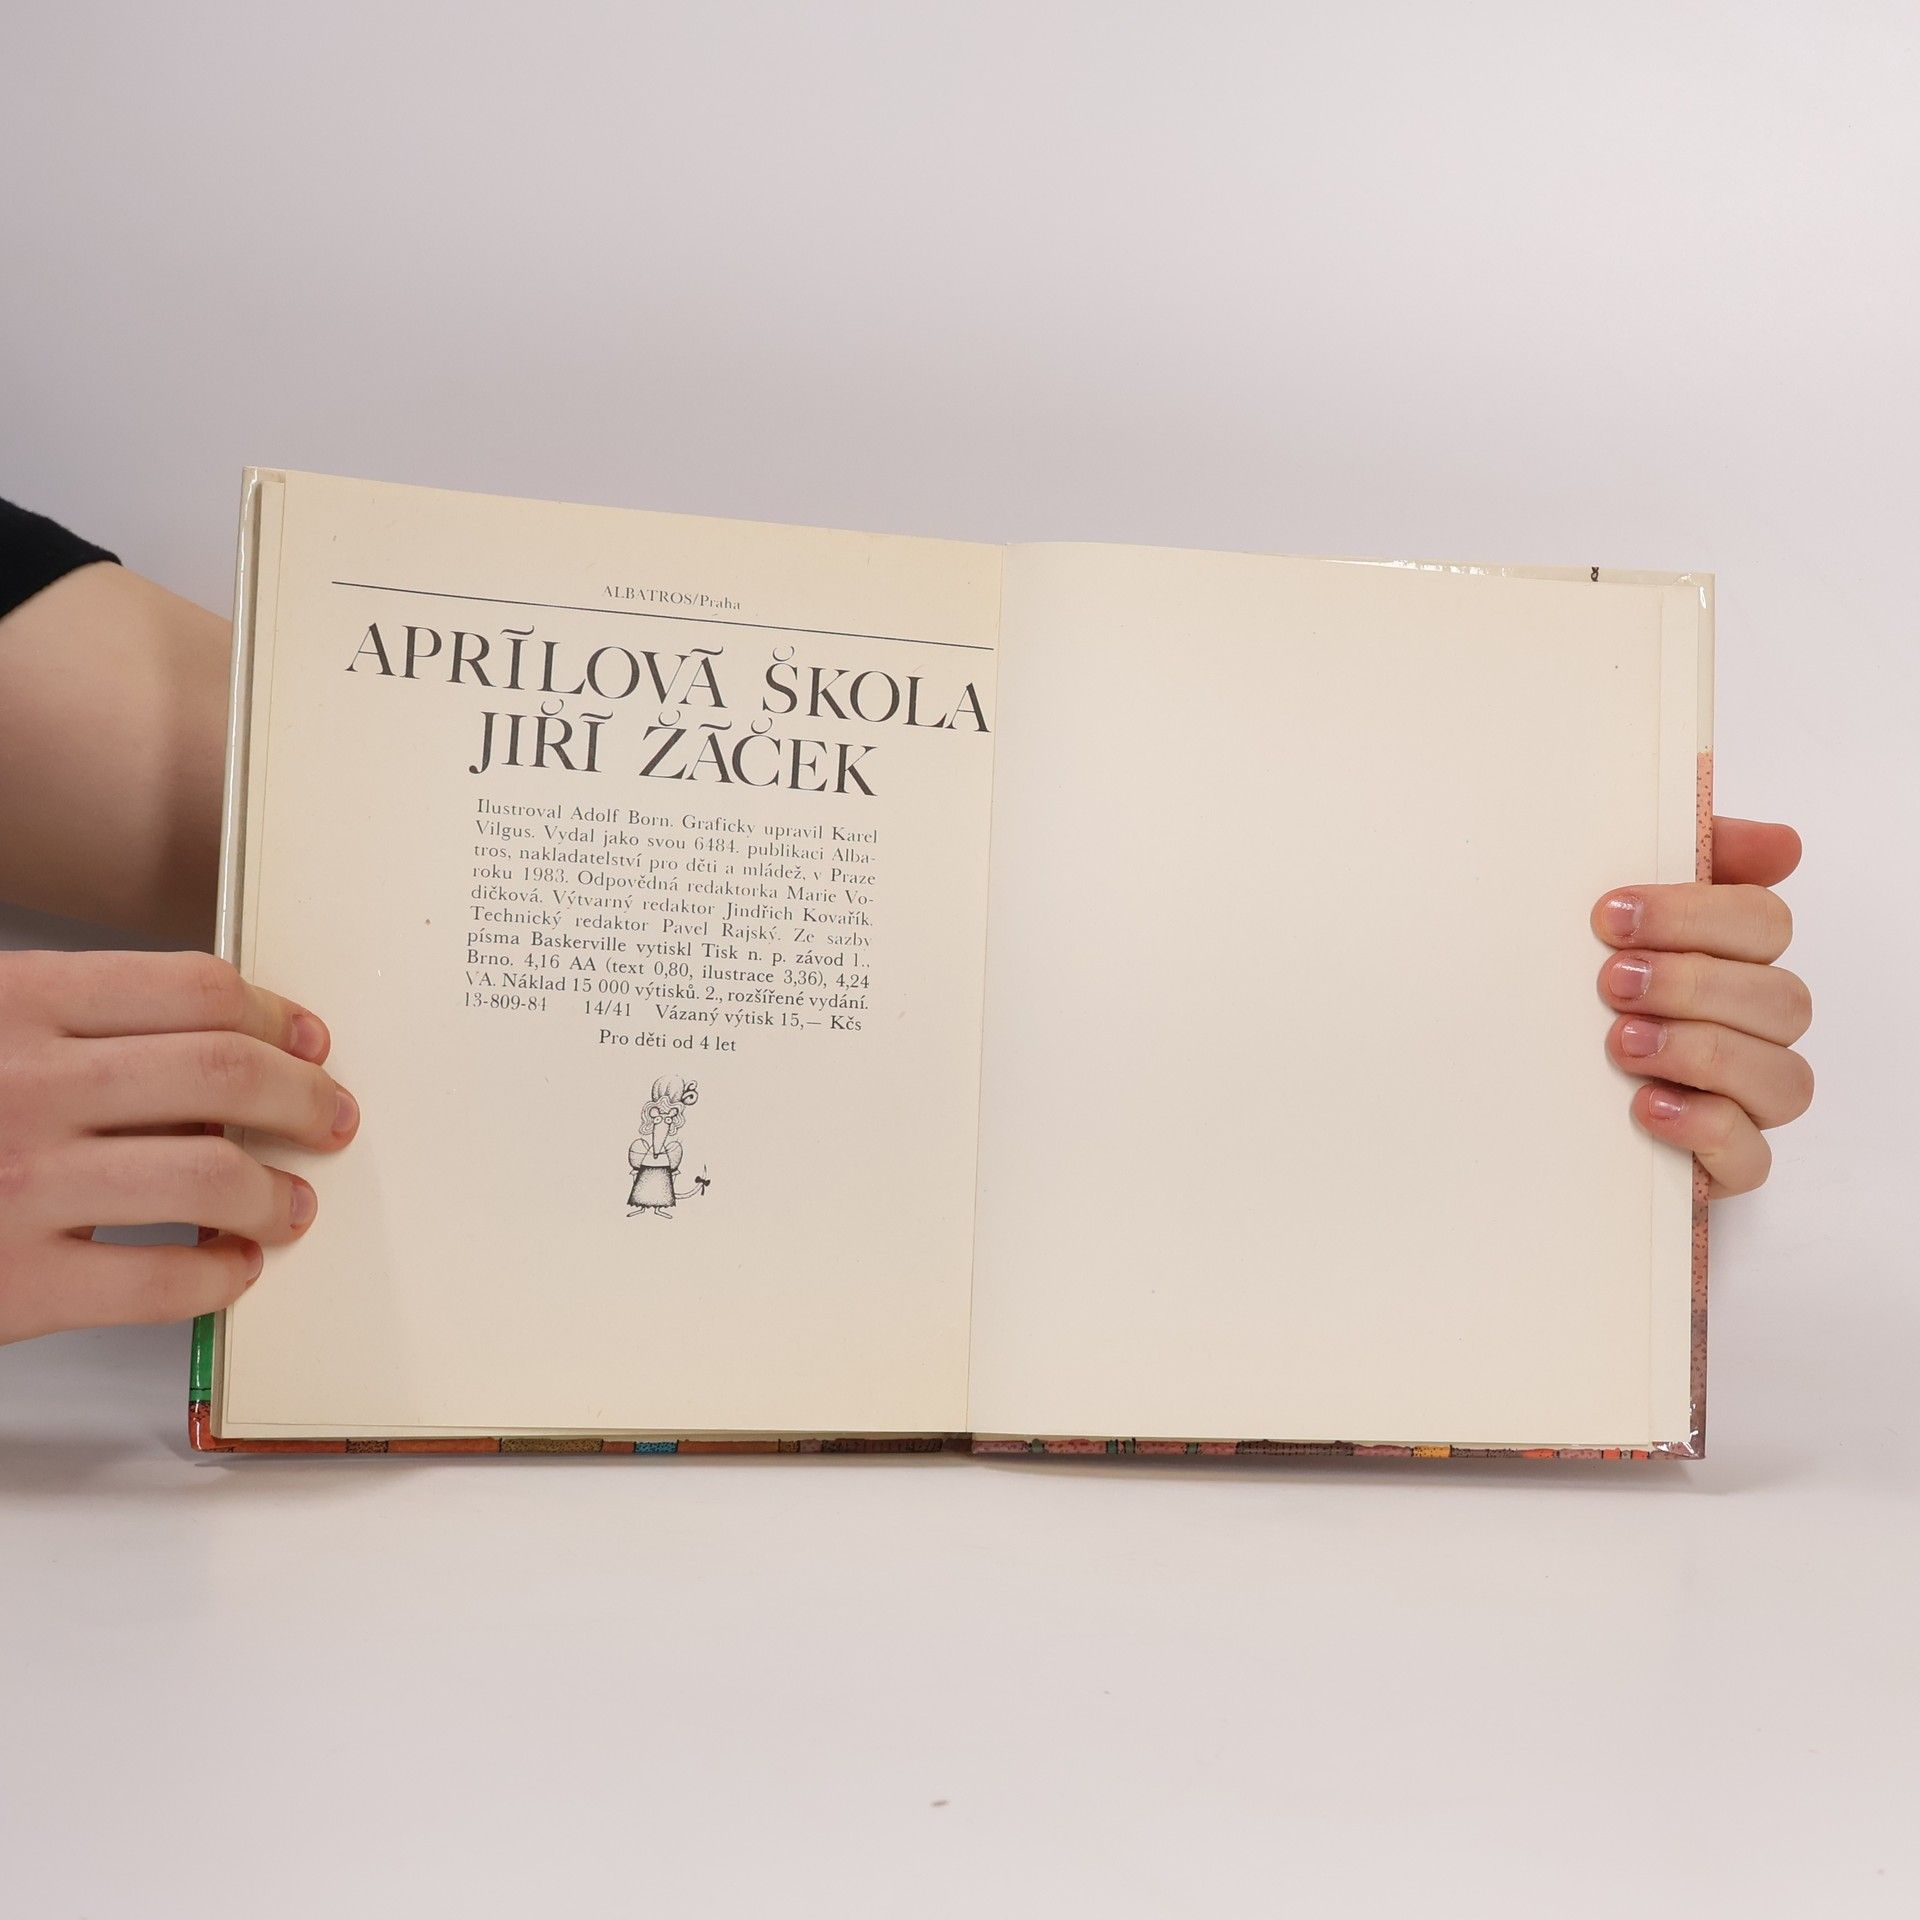 ALBATROS/Praha
APRÍLOVÁ ŠKOLA
JIŘÍ ŽÁČEK
Ilustroval Adolf Born. Graficky upravil Karel
Vilgus. Vydal jako svou 6484. publikaci Alba-
tros, nakladatelství pro děti a mládež, v Praze
roku 1983. Odpovědná redaktorka Marie Vo-
dičková. Výtvarný redaktor Jindřich Kovařík.
Technický redaktor Pavel Rajský. Ze sazby
písma Baskerville vytiskl Tisk n. p. závod 1.,
Brno. 4,16 AA (text 0,80, ilustrace 3,36), 4,24
VA. Náklad 15 000 výtisků. 2., rozšířené vydání.
13-809-84 14/41 Vázaný výtisk 15,— Kčs
Pro děti od 4 let